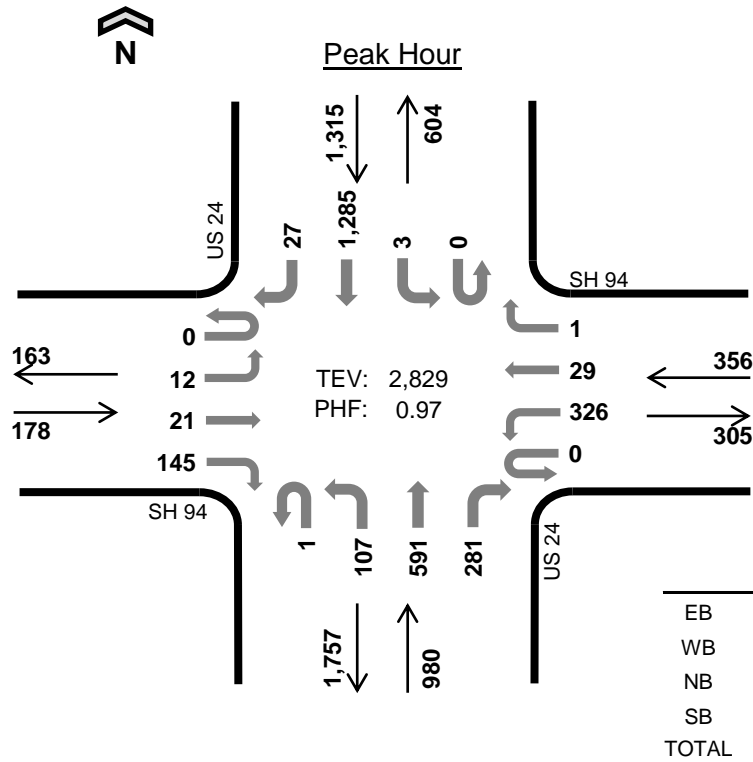 N
Peak Hour
1,315
604
US 24
27
1,285
3
0
SH 94
0
1
163
12
TEV: 2,829
29
356
178
21
PHF: 0.97
326
305
145
0
SH 94
1
107
591
281
US 24
1,757
980
EB
WB
NB
SB
TOTAL